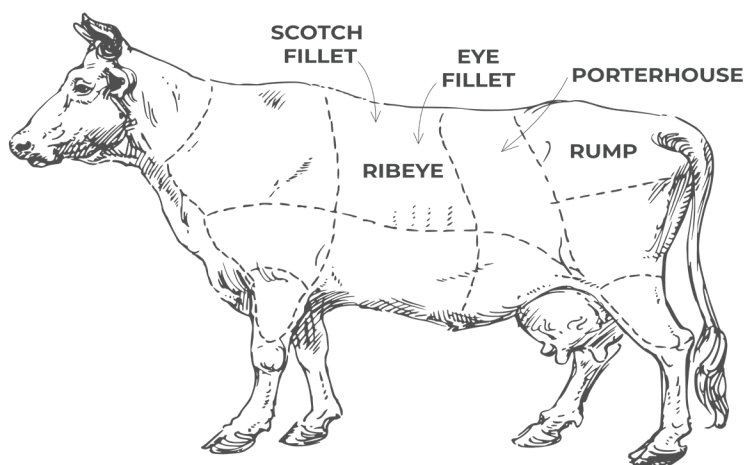 SCOTCH
FILLET
EYE
FILLET
PORTERHOUSE
RIBEYE
RUMP